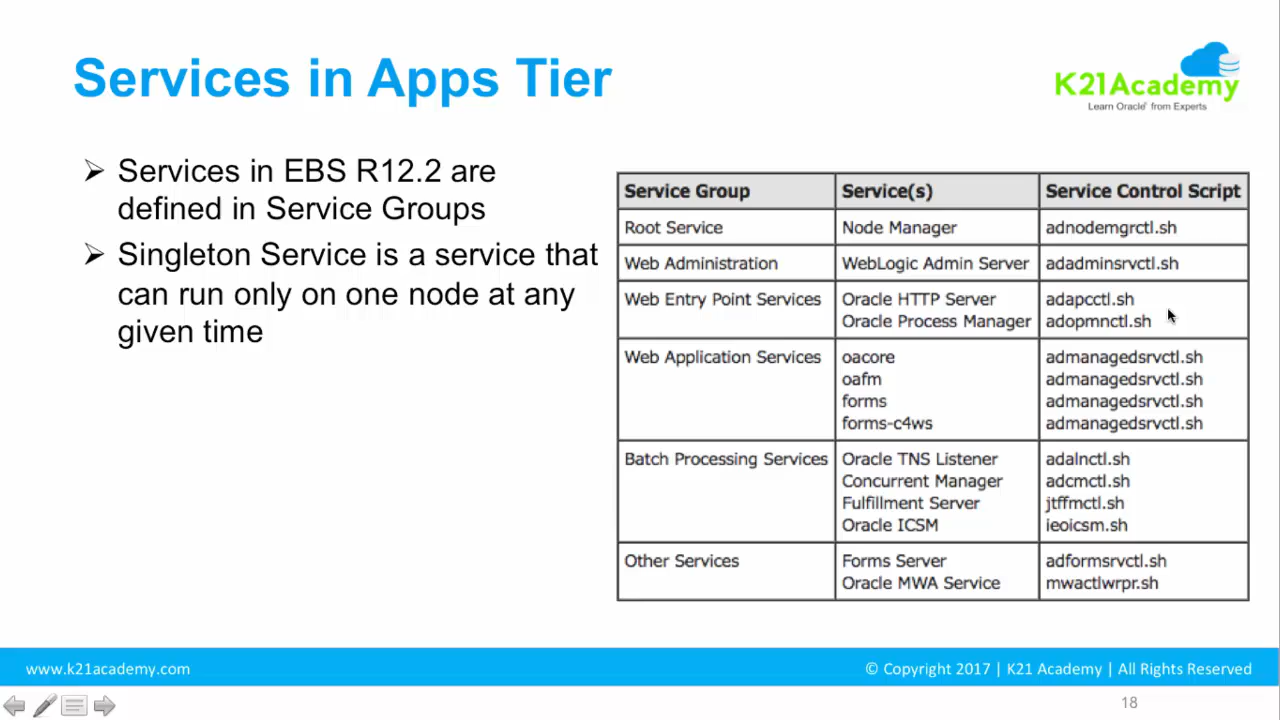 Services in Apps Tier
K21Academy
Learn Oracle' from Experts
➢ Services in EBS R12.2 are
defined in Service Groups
➢ Singleton Service is a service that
can run only on one node at any
given time
Service Group Service(s) Service Control Script
Root Service Node Manager adnodemgrctl.sh
Web Administration WebLogic Admin Server adadminsrvctl.sh
Web Entry Point Services Oracle HTTP Server adapcctl.sh
Oracle Process Manager adopmnctl.sh
Web Application Services oacore admanagedsrvctl.sh
oafm admanagedsrvctl.sh
forms admanagedsrvctl.sh
forms-c4ws admanagedsrvctl.sh
Batch Processing Services Oracle TNS Listener adalnctl.sh
Concurrent Manager adcmctl.sh
Fulfillment Server jtffmctl.sh
Oracle ICSM ieoicsm.sh
Other Services Forms Server adformsrvctl.sh
Oracle MWA Service mwactlwrpr.sh
www.k21academy.com © Copyright 2017 | K21 Academy | All Rights Reserved
18